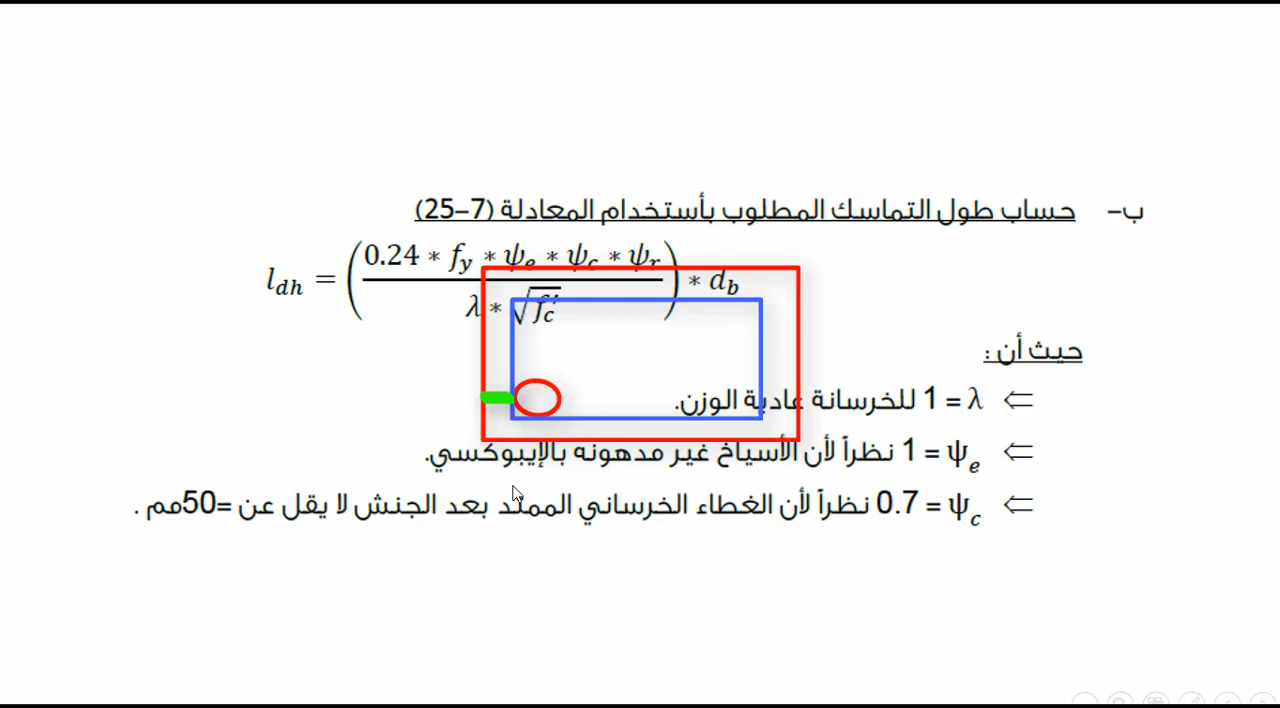 ب- حساب طول التماسك المطلوب بأستخدام المعادلة (7-25)
l_dh = ( (0.24 * f_y * ψ_e * ψ_c * ψ_r) / (λ * √f_c') ) * d_b
حيث أن :
⇐ λ = 1 للخرسانة عادية الوزن.
⇐ ψ_e = 1 نظراً لأن الأسياخ غير مدهونه بالإيبوكسي.
⇐ ψ_c = 0.7 نظراً لأن الغطاء الخرساني الممتد بعد الجنش لا يقل عن =50مم .